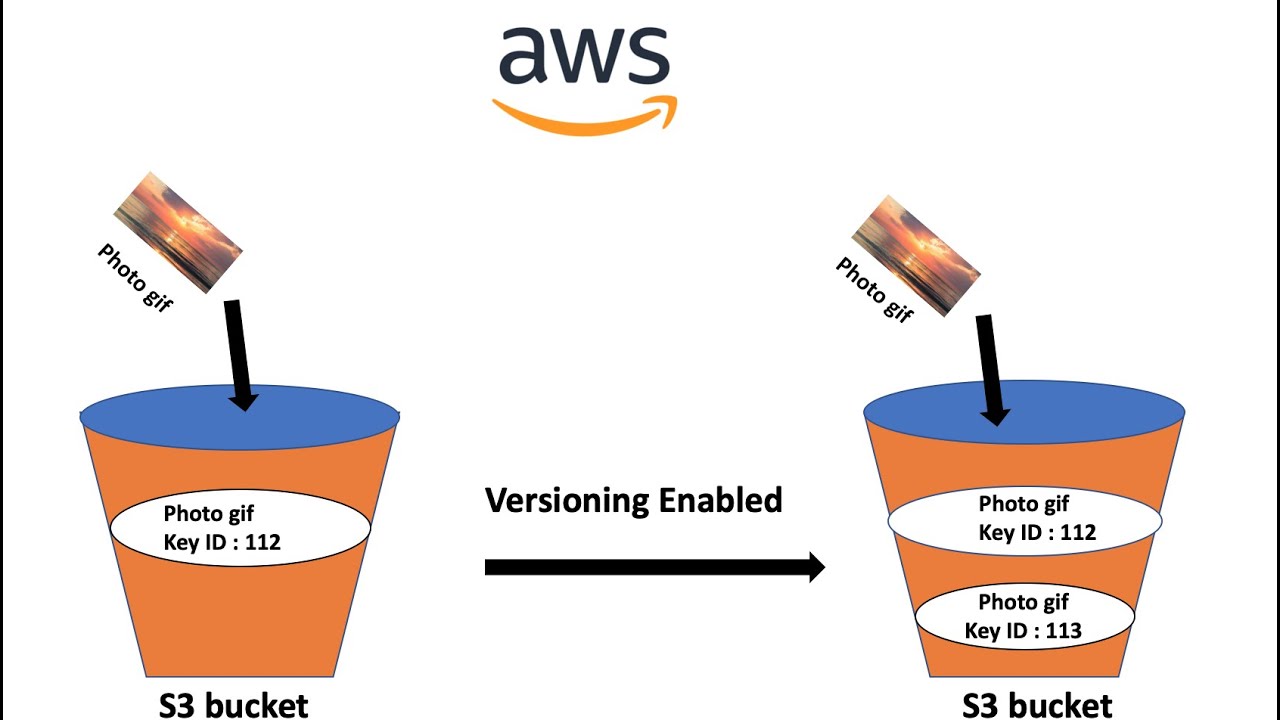 aws
Photo gif
Photo gif
Photo gif
Key ID : 112
Versioning Enabled
Photo gif
Key ID : 112
Photo gif
Key ID : 113
S3 bucket
S3 bucket